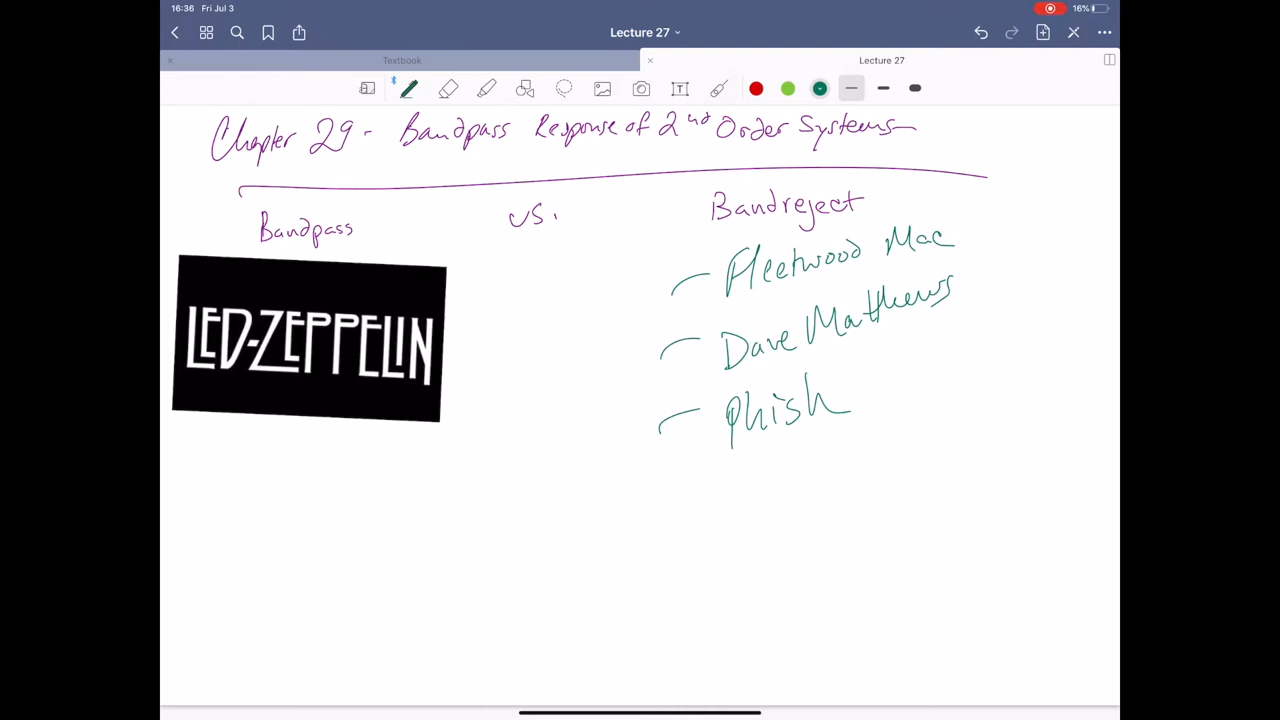 16:36 Fri Jul 3
16%
Lecture 27
Textbook
Lecture 27
T
Chapter 29- Bandpass Response of 2nd Order Systems
Bandpass vs. Bandreject
- Fleetwood Mac
LED-ZEPPELIN
- Dave Matthews
- Phish